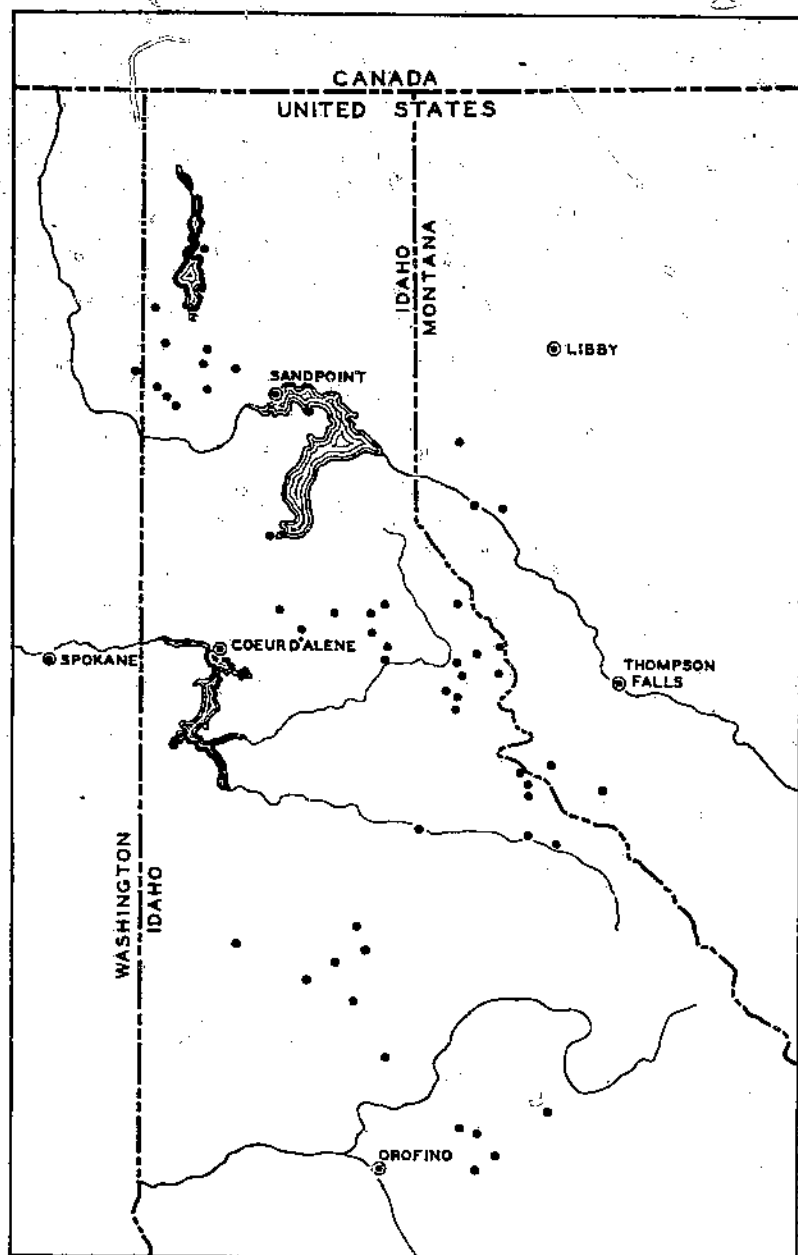 CANADA
UNITED STATES
IDAHO
MONTANA
LIBBY
SANDPOINT
COEUR D'ALENE
SPOKANE
THOMPSON
FALLS
WASHINGTON
IDAHO
OROFINO